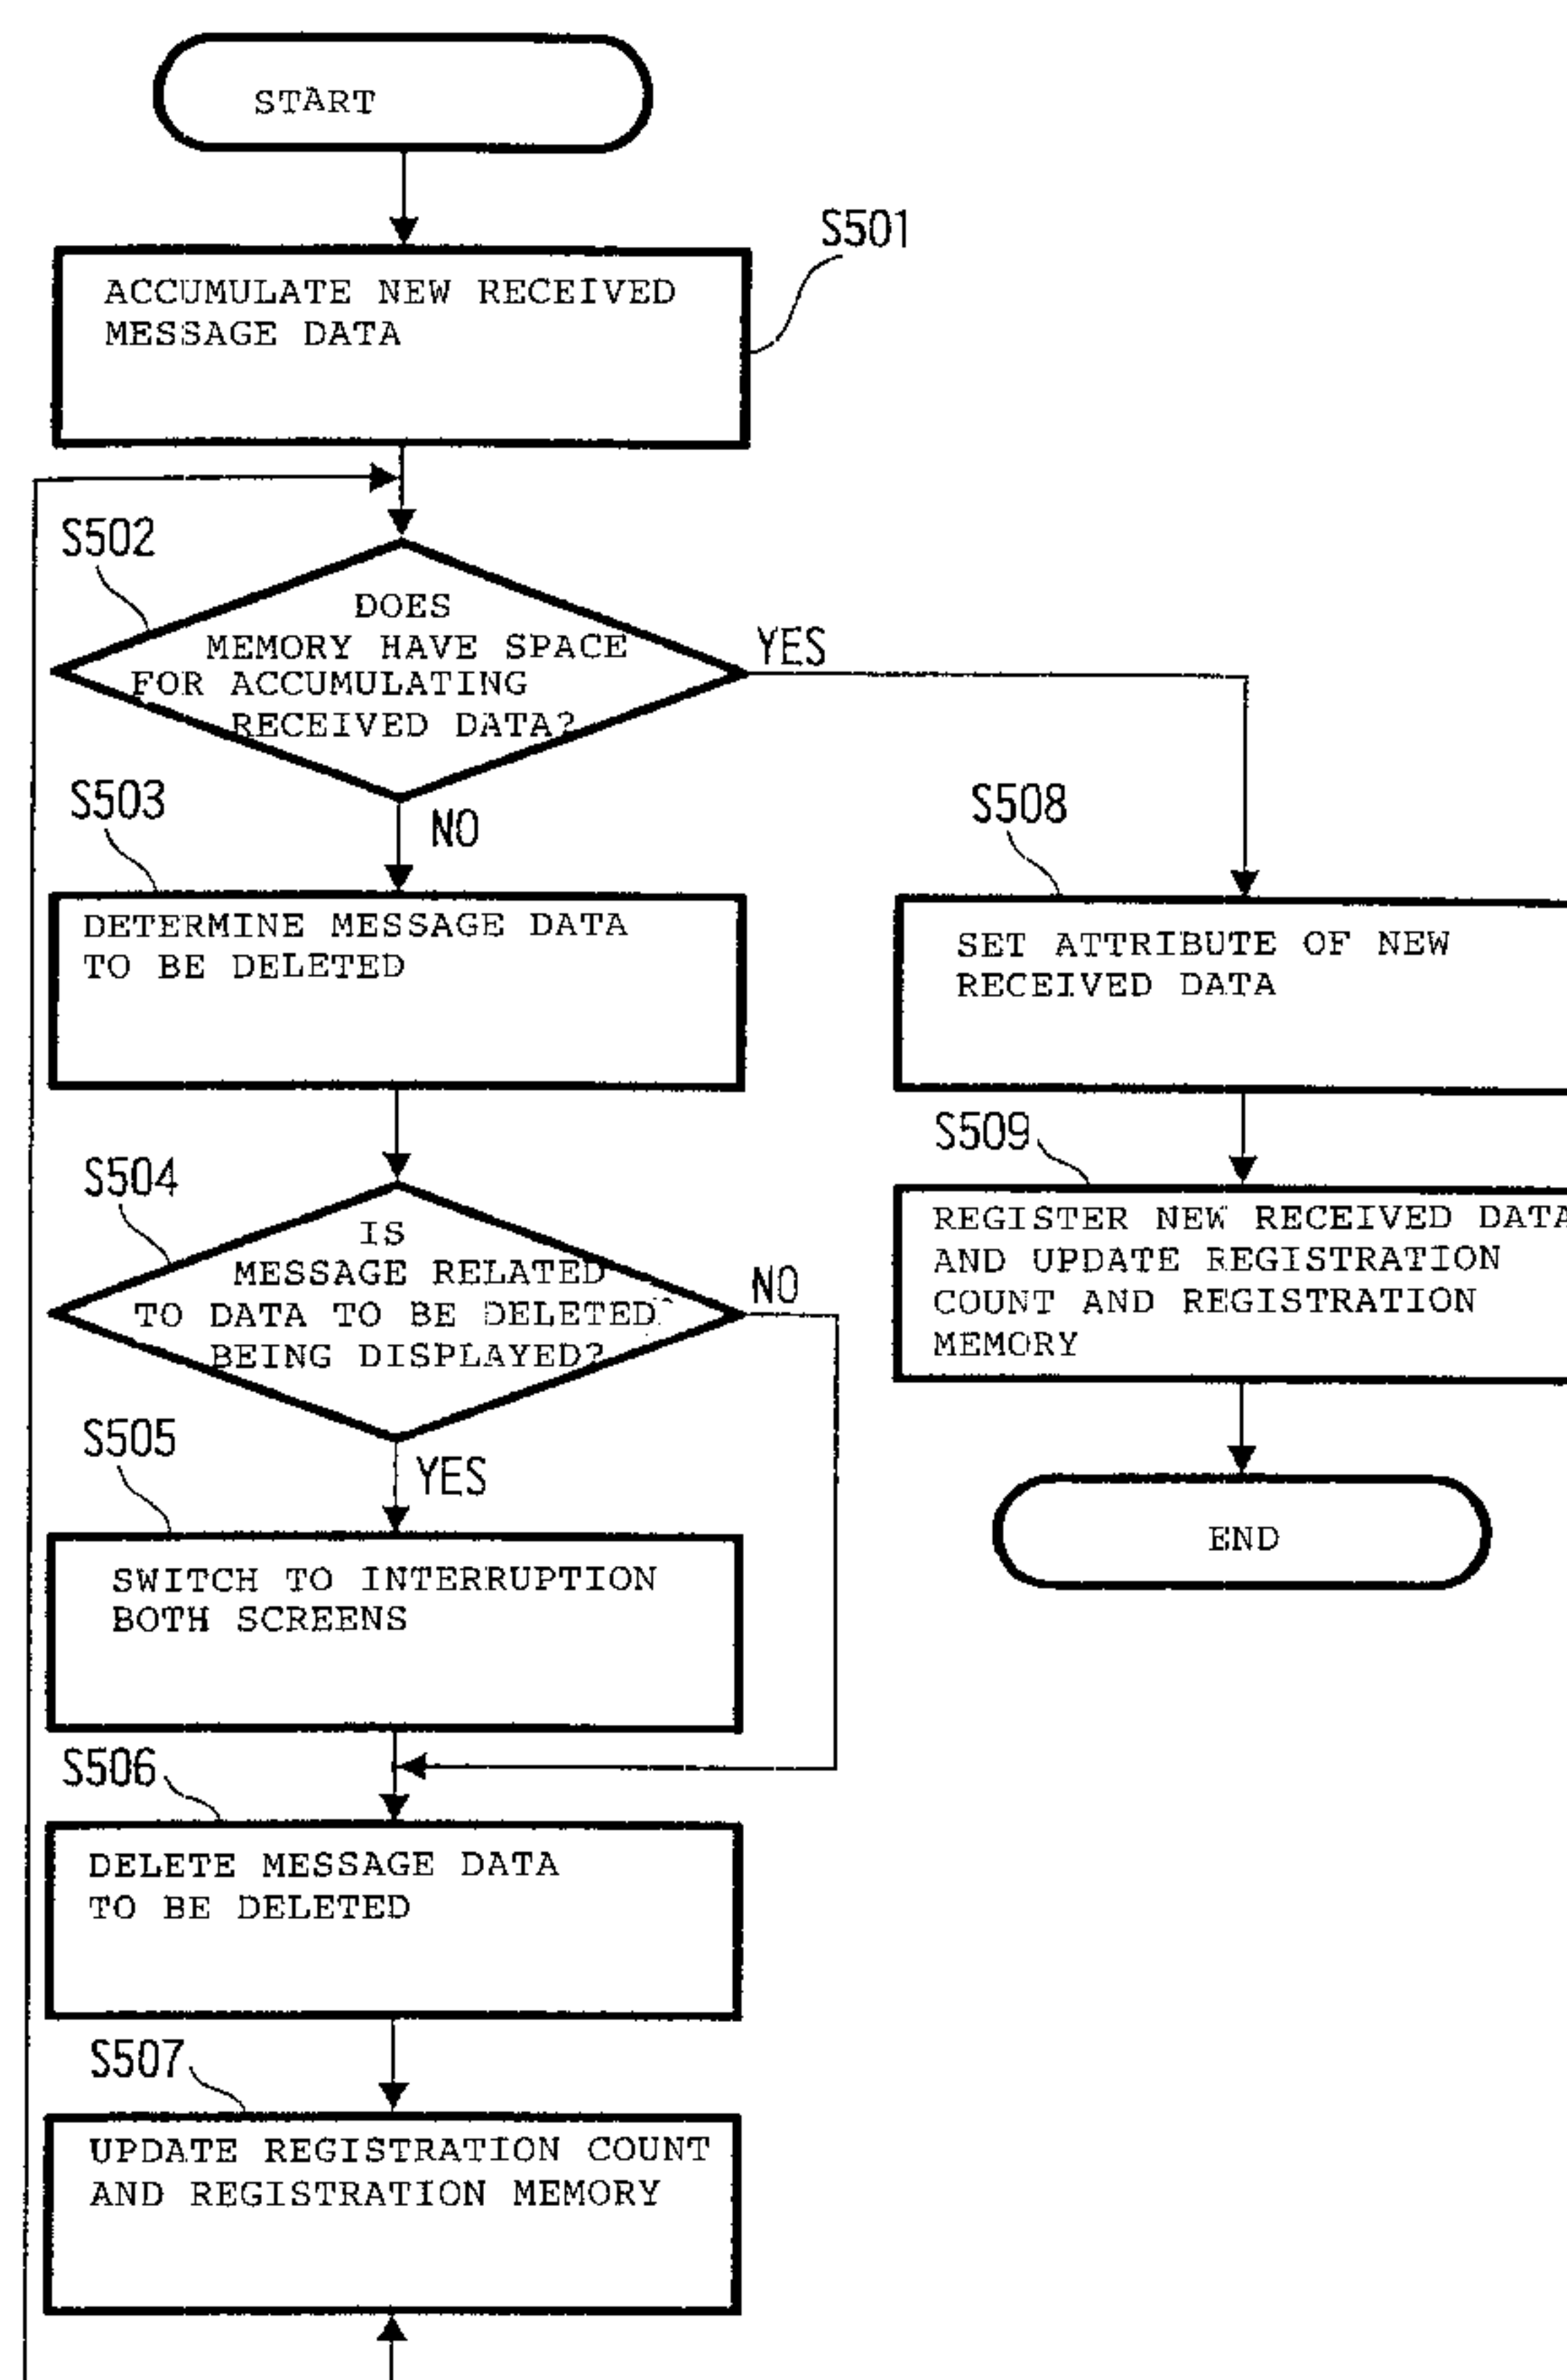 START
S501
ACCUMULATE NEW RECEIVED
MESSAGE DATA
S502
DOES
MEMORY HAVE SPACE
FOR ACCUMULATING
RECEIVED DATA?
YES
NO
S503
DETERMINE MESSAGE DATA
TO BE DELETED
S504
IS
MESSAGE RELATED
TO DATA TO BE DELETED
BEING DISPLAYED?
NO
YES
S505
SWITCH TO INTERRUPTION
BOTH SCREENS
S506
DELETE MESSAGE DATA
TO BE DELETED
S507
UPDATE REGISTRATION COUNT
AND REGISTRATION MEMORY
S508
SET ATTRIBUTE OF NEW
RECEIVED DATA
S509
REGISTER NEW RECEIVED DATA
AND UPDATE REGISTRATION
COUNT AND REGISTRATION
MEMORY
END